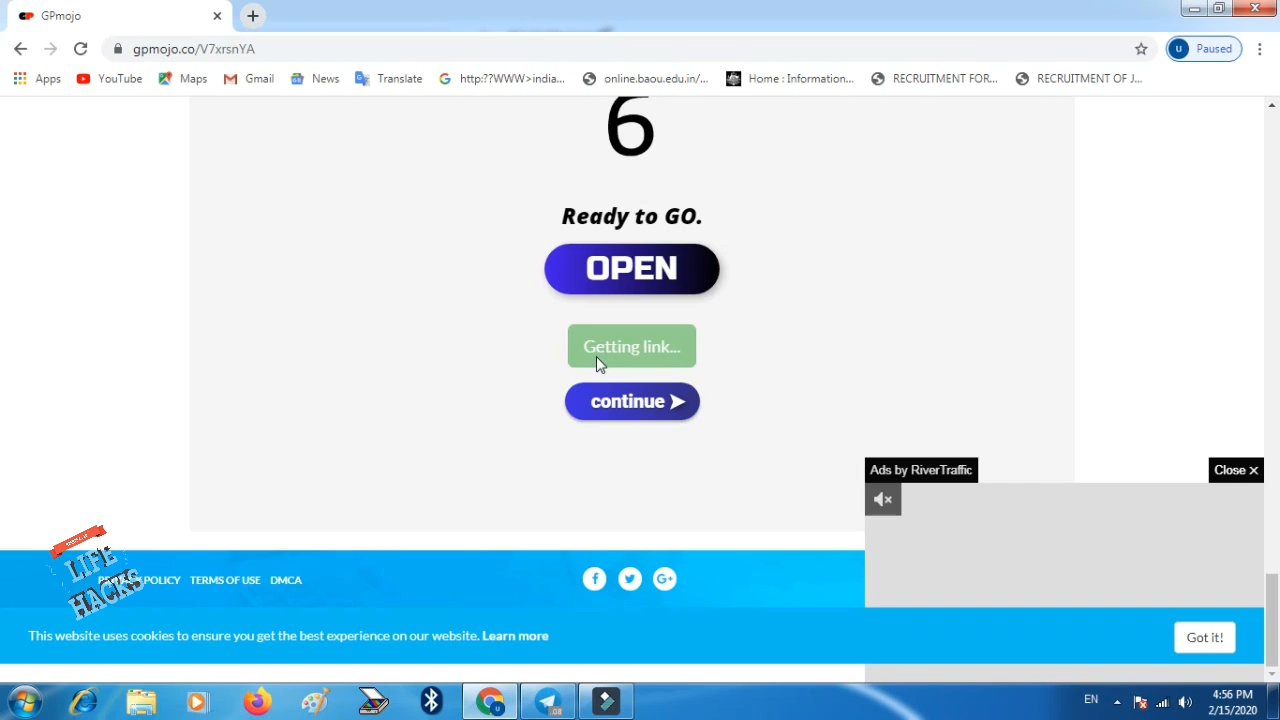 GPmojo
gpmojo.co/V7xrsnYA
u Paused
Apps YouTube Maps Gmail News Translate http:??WWW>india... online.baou.edu.in/... Home : Information... RECRUITMENT FOR... RECRUITMENT OF J...
6
Ready to GO.
OPEN
Getting link...
continue
Ads by RiverTraffic
Close ×
LIFE
HACKS
POLICY TERMS OF USE DMCA
This website uses cookies to ensure you get the best experience on our website. Learn more
Got it!
EN
4:56 PM
2/15/2020